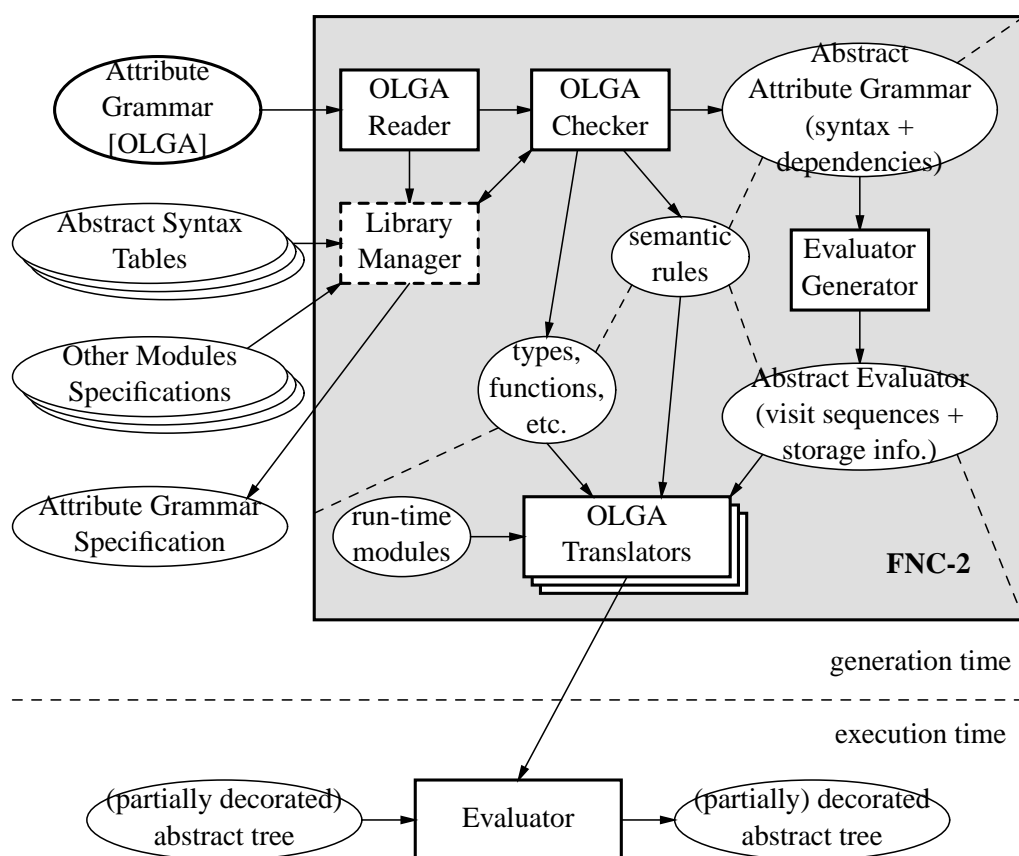 Attribute
Grammar
[OLGA]
OLGA
Reader
OLGA
Checker
Abstract
Attribute Grammar
(syntax +
dependencies)
Abstract Syntax
Tables
Library
Manager
semantic
rules
Evaluator
Generator
Other Modules
Specifications
types,
functions,
etc.
Abstract Evaluator
(visit sequences +
storage info.)
Attribute Grammar
Specification
run-time
modules
OLGA
Translators
FNC-2
generation time
execution time
(partially decorated)
abstract tree
Evaluator
(partially) decorated
abstract tree